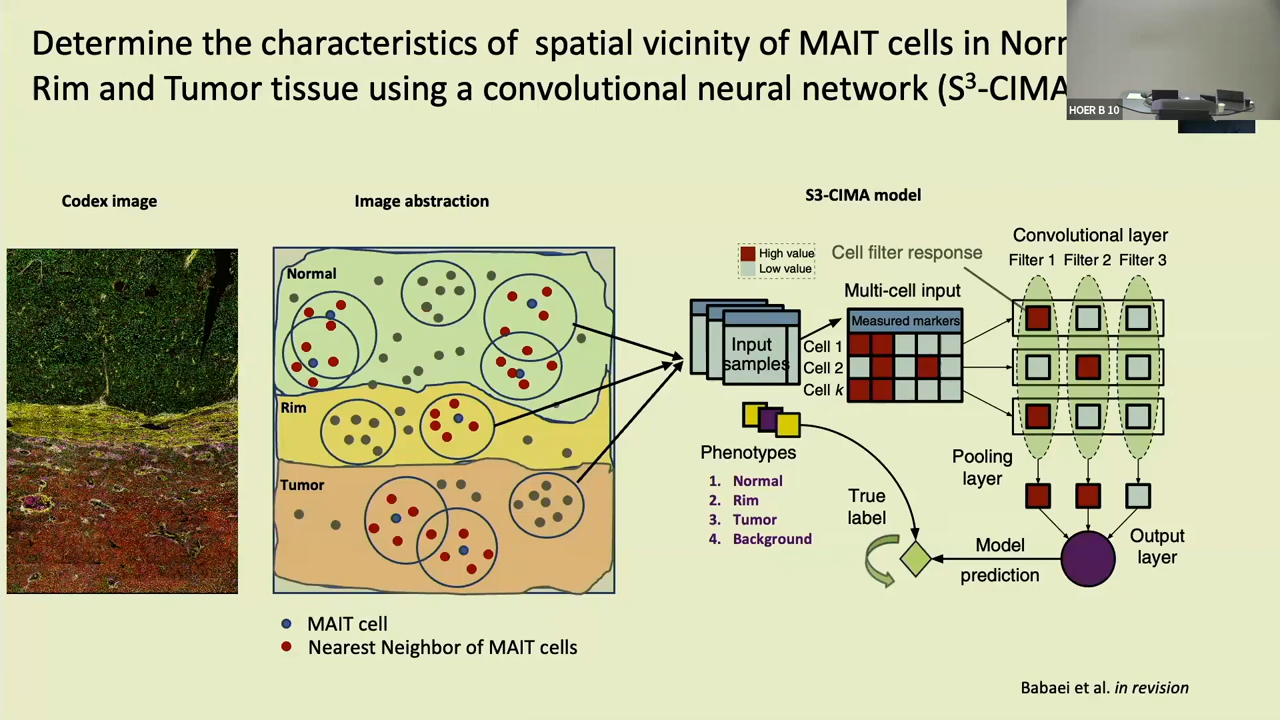 Determine the characteristics of spatial vicinity of MAIT cells in
Rim and Tumor tissue using a convolutional neural network (S³-CIMA
HOER B 10
Codex image
Image abstraction
S3-CIMA model
Normal
Rim
Tumor
MAIT cell
Nearest Neighbor of MAIT cells
High value
Low value
Cell filter response
Convolutional layer
Filter 1 Filter 2 Filter 3
Multi-cell input
Measured markers
Input
samples
Cell 1
Cell 2
Cell k
Phenotypes
1. Normal
2. Rim
3. Tumor
4. Background
True
label
Pooling
layer
Model
prediction
Output
layer
Babaei et al. in revision